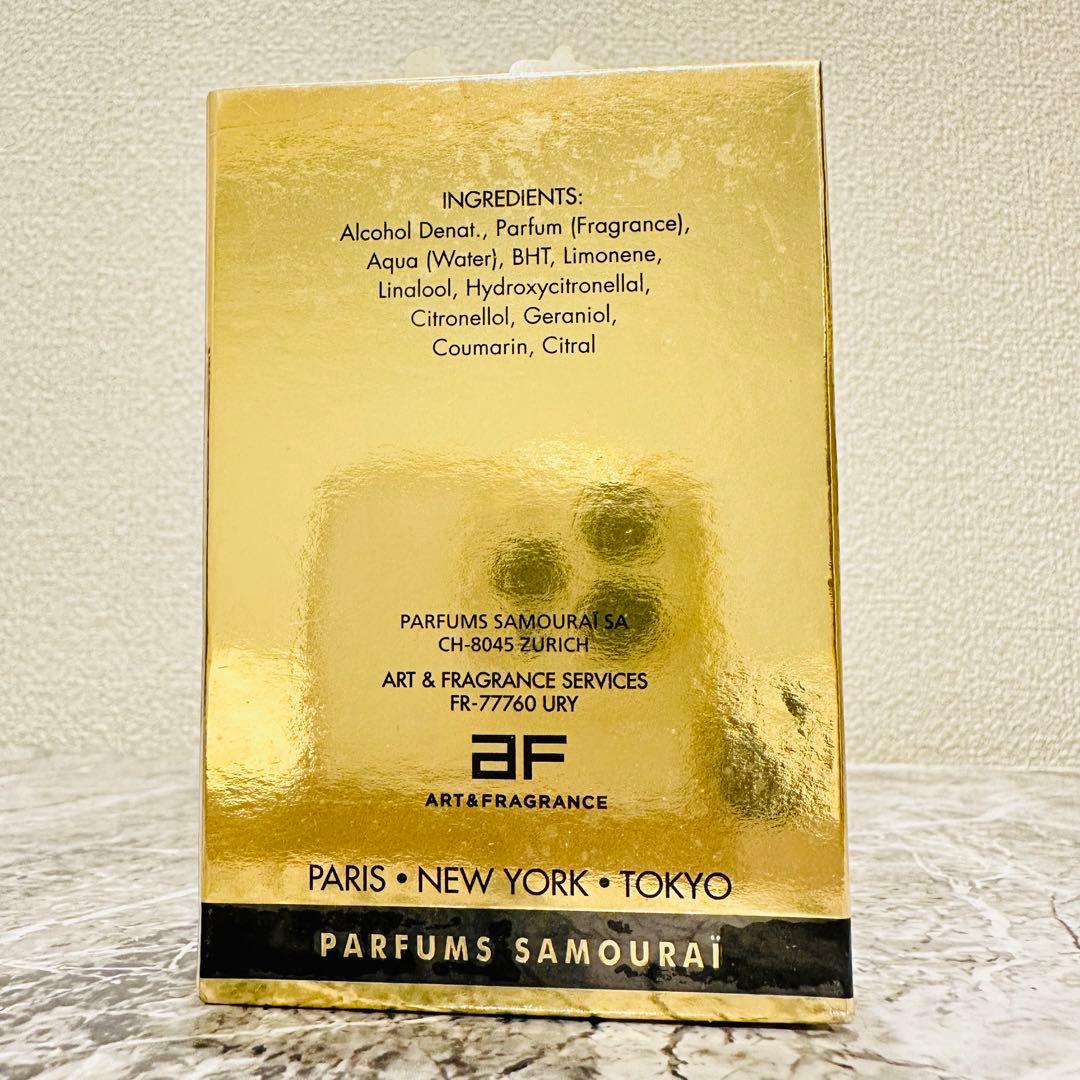 INGREDIENTS:
Alcohol Denat., Parfum (Fragrance),
Aqua (Water), BHT, Limonene,
Linalool, Hydroxycitronellal,
Citronellol, Geraniol,
Coumarin, Citral
PARFUMS SAMOURAÏ SA
CH-8045 ZURICH
ART & FRAGRANCE SERVICES
FR-77760 URY
aF
ART&FRAGRANCE
PARIS • NEW YORK • TOKYO
PARFUMS SAMOURAÏ